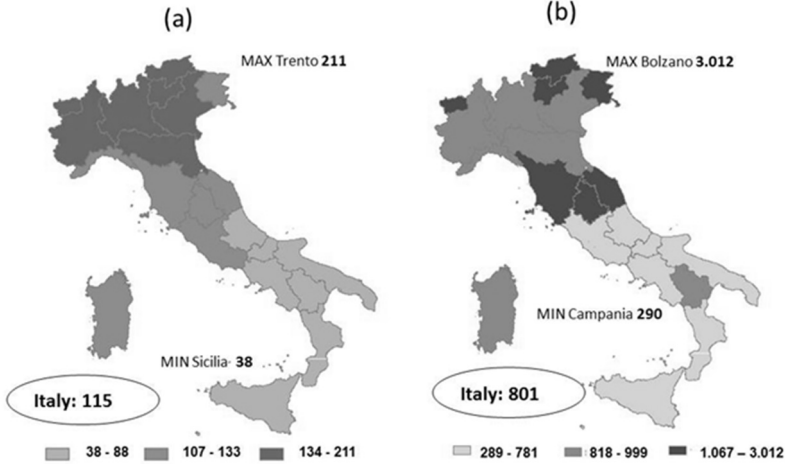 (a)
(b)
MAX Trento 211
MAX Bolzano 3.012
MIN Campania 290
MIN Sicilia 38
Italy: 115
Italy: 801
38 - 88
107 - 133
134 - 211
289 - 781
818 - 999
1.067 – 3.012